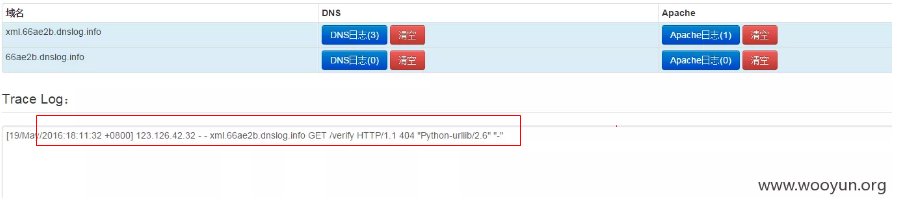 域名 DNS Apache
xml.66ae2b.dnslog.info DNS日志(3) 清空 Apache日志(1) 清空
66ae2b.dnslog.info DNS日志(0) 清空 Apache日志(0) 清空
Trace Log：
[19/May/2016:18:11:32 +0800] 123.126.42.32 - - xml.66ae2b.dnslog.info GET /verify HTTP/1.1 404 "Python-urllib/2.6" "-"
www.wooyun.org